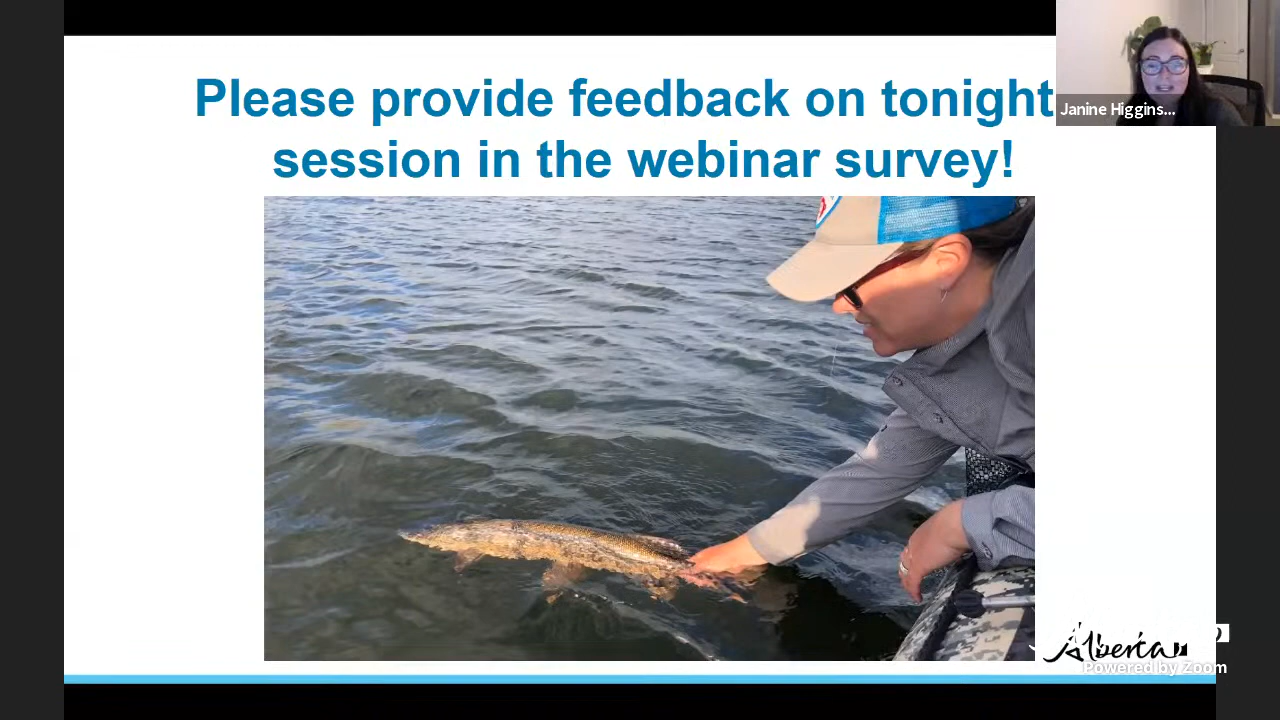 Please provide feedback on tonight
session in the webinar survey!
Janine Higgins...
Alberta
Powered by Zoom